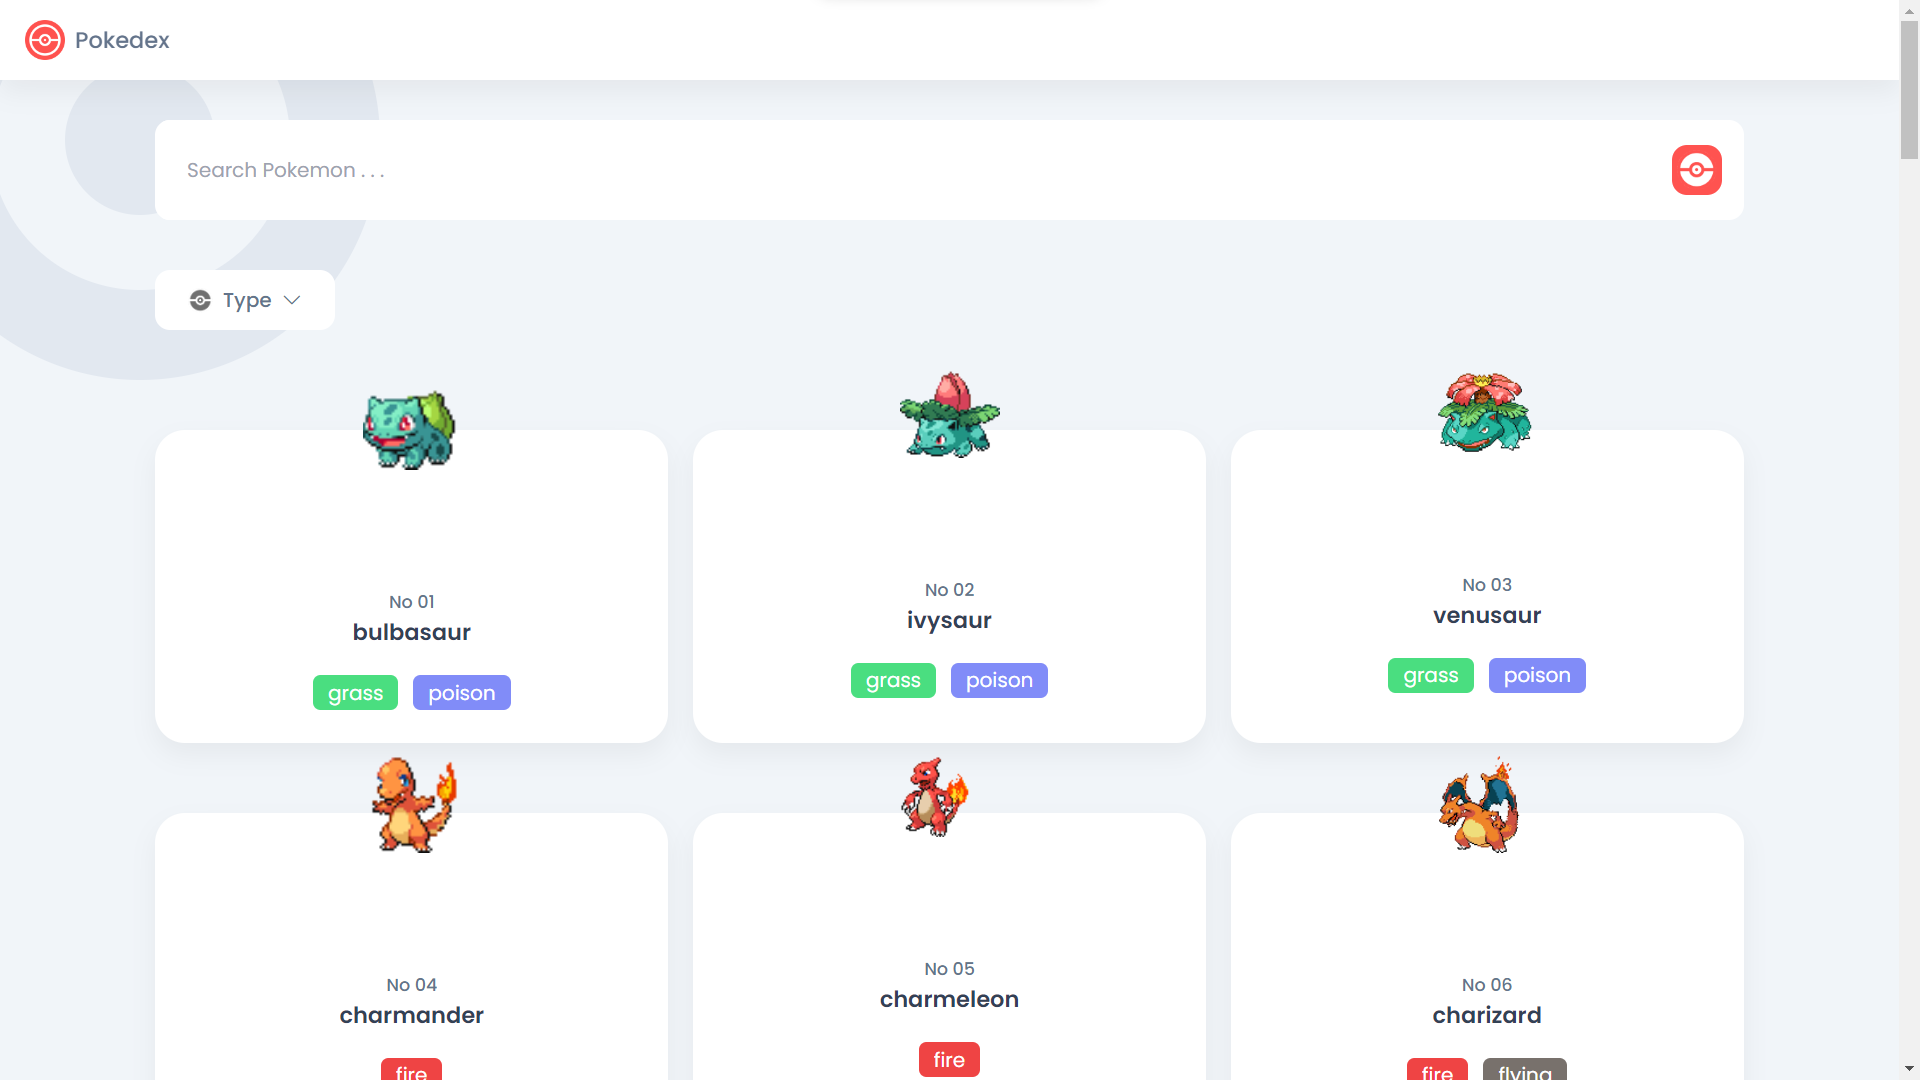 Pokedex
Search Pokemon . . .
Type
No 01
bulbasaur
grass poison
No 02
ivysaur
grass poison
No 03
venusaur
grass poison
No 04
charmander
fire
No 05
charmeleon
fire
No 06
charizard
fire flying